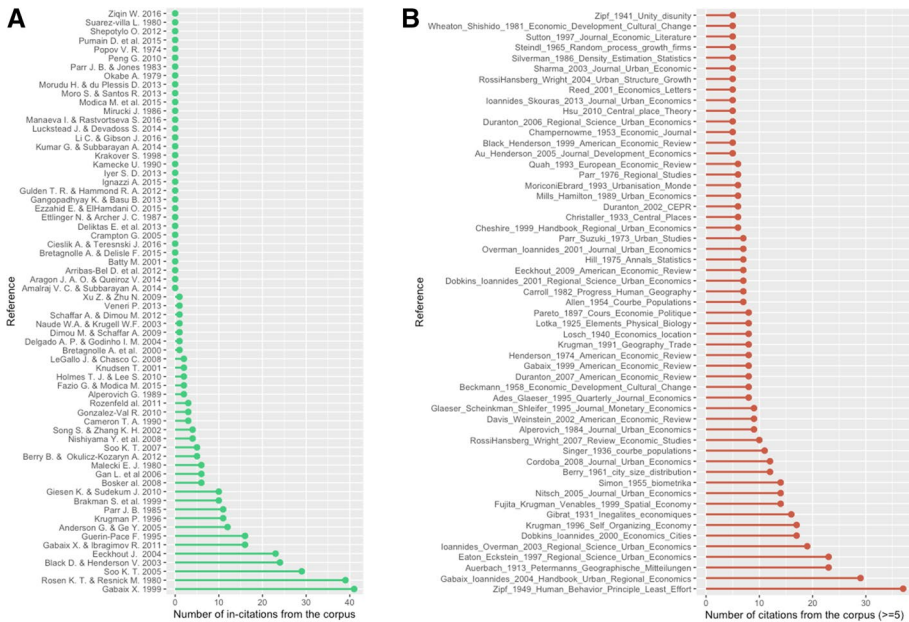 A
Reference
Ziqin W. 2016
Suarez-villa L. 1980
Shepotylo O. 2012
Pumain D. et al. 2015
Popov V. R. 1974
Peng G. 2010
Parr J. B. & Jones 1983
Okabe A. 1979
Morudu H. & du Plessis D. 2013
Moro S. & Santos R. 2013
Modica M. et al. 2015
Mirucki J. 1986
Manaeva I. & Rastvortseva S. 2016
Luckstead J. & Devadoss S. 2014
Li C. & Gibson J. 2016
Kumar G. & Subbarayan A. 2014
Krakover S. 1998
Kamecke U. 1990
Iyer S. D. 2013
Ignazzi A. 2015
Gulden T. R. & Hammond R. A. 2012
Gangopadhyay K. & Basu B. 2013
Ezzahid E. & ElHamdani O. 2015
Ettlinger N. & Archer J. C. 1987
Deliktas E. et al. 2013
Crampton G. 2005
Cieslik A. & Teresnski J. 2016
Bretagnolle A. & Delisle F. 2015
Batty M. 2001
Arribas-Bel D. et al. 2012
Aragon J. A. O. & Queiroz V. 2014
Amalraj V. C. & Subbarayan A. 2014
Xu Z. & Zhu N. 2009
Veneri P. 2013
Schaffar A. & Dimou M. 2012
Naude W.A. & Krugell W.F. 2003
Dimou M. & Schaffar A. 2009
Delgado A. P. & Godinho I. M. 2004
Bretagnolle A. et al. 2000
LeGallo J. & Chasco C. 2008
Knudsen T. 2001
Holmes T. J. & Lee S. 2010
Fazio G. & Modica M. 2015
Alperovich G. 1989
Rozenfeld al. 2011
Gonzalez-Val R. 2010
Cameron T. A. 1990
Song S. & Zhang K. H. 2002
Nishiyama Y. et al. 2008
Soo K. T. 2007
Berry B. & Okulicz-Kozaryn A. 2012
Malecki E. J. 1980
Gan L. et al 2006
Bosker al. 2008
Giesen K. & Sudekum J. 2010
Brakman S. et al. 1999
Parr J. B. 1985
Krugman P. 1996
Anderson G. & Ge Y. 2005
Guerin-Pace F. 1995
Gabaix X. & Ibragimov R. 2011
Eeckhout J. 2004
Black D. & Henderson V. 2003
Soo K. T. 2005
Rosen K. T. & Resnick M. 1980
Gabaix X. 1999
0 10 20 30 40
Number of in-citations from the corpus
B
Reference
Zipf_1941_Unity_disunity
Wheaton_Shishido_1981_Economic_Development_Cultural_Change
Sutton_1997_Journal_Economic_Literature
Steindl_1965_Random_process_growth_firms
Silverman_1986_Density_Estimation_Statistics
Sharma_2003_Journal_Urban_Economic
RossiHansberg_Wright_2004_Urban_Structure_Growth
Reed_2001_Economics_Letters
Ioannides_Skouras_2013_Journal_Urban_Economics
Hsu_2010_Central_place_Theory
Duranton_2006_Regional_Science_Urban_Economics
Champernowme_1953_Economic_Journal
Black_Henderson_1999_American_Economic_Review
Au_Henderson_2005_Journal_Development_Economics
Quah_1993_European_Economic_Review
Parr_1976_Regional_Studies
MoriconiEbrard_1993_Urbanisation_Monde
Mills_Hamilton_1989_Urban_Economics
Duranton_2002_CEPR
Christaller_1933_Central_Places
Cheshire_1999_Handbook_Regional_Urban_Economics
Parr_Suzuki_1973_Urban_Studies
Overman_Ioannides_2001_Journal_Urban_Economics
Hill_1975_Annals_Statistics
Eeckhout_2009_American_Economic_Review
Dobkins_Ioannides_2001_Regional_Science_Urban_Economics
Carroll_1982_Progress_Human_Geography
Allen_1954_Courbe_Populations
Pareto_1897_Cours_Economie_Politique
Lotka_1925_Elements_Physical_Biology
Losch_1940_Economics_location
Krugman_1991_Geography_Trade
Henderson_1974_American_Economic_Review
Gabaix_1999_American_Economic_Review
Duranton_2007_American_Economic_Review
Beckmann_1958_Economic_Development_Cultural_Change
Ades_Glaeser_1995_Quarterly_Journal_Economics
Glaeser_Scheinkman_Shleifer_1995_Journal_Monetary_Economics
Davis_Weinstein_2002_American_Economic_Review
Alperovich_1984_Journal_Urban_Economics
RossiHansberg_Wright_2007_Review_Economic_Studies
Singer_1936_courbe_populations
Cordoba_2008_Journal_Urban_Economics
Berry_1961_city_size_distribution
Simon_1955_biometrika
Nitsch_2005_Journal_Urban_Economics
Fujita_Krugman_Venables_1999_Spatial_Economy
Gibrat_1931_Inegalites_economiques
Krugman_1996_Self_Organizing_Economy
Dobkins_Ioannides_2000_Economics_Cities
Ioannides_Overman_2003_Regional_Science_Urban_Economics
Eaton_Eckstein_1997_Regional_Science_Urban_Economics
Auerbach_1913_Petermanns_Geographische_Mitteilungen
Gabaix_Ioannides_2004_Handbook_Urban_Regional_Economics
Zipf_1949_Human_Behavior_Principle_Least_Effort
0 10 20 30
Number of citations from the corpus (>=5)